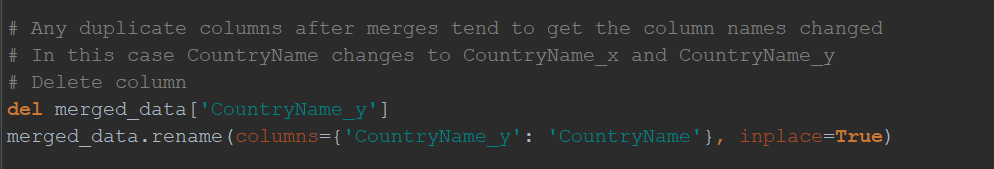 # Any duplicate columns after merges tend to get the column names changed
# In this case CountryName changes to CountryName_x and CountryName_y
# Delete column
del merged_data['CountryName_y']
merged_data.rename(columns={'CountryName_y': 'CountryName'}, inplace=True)